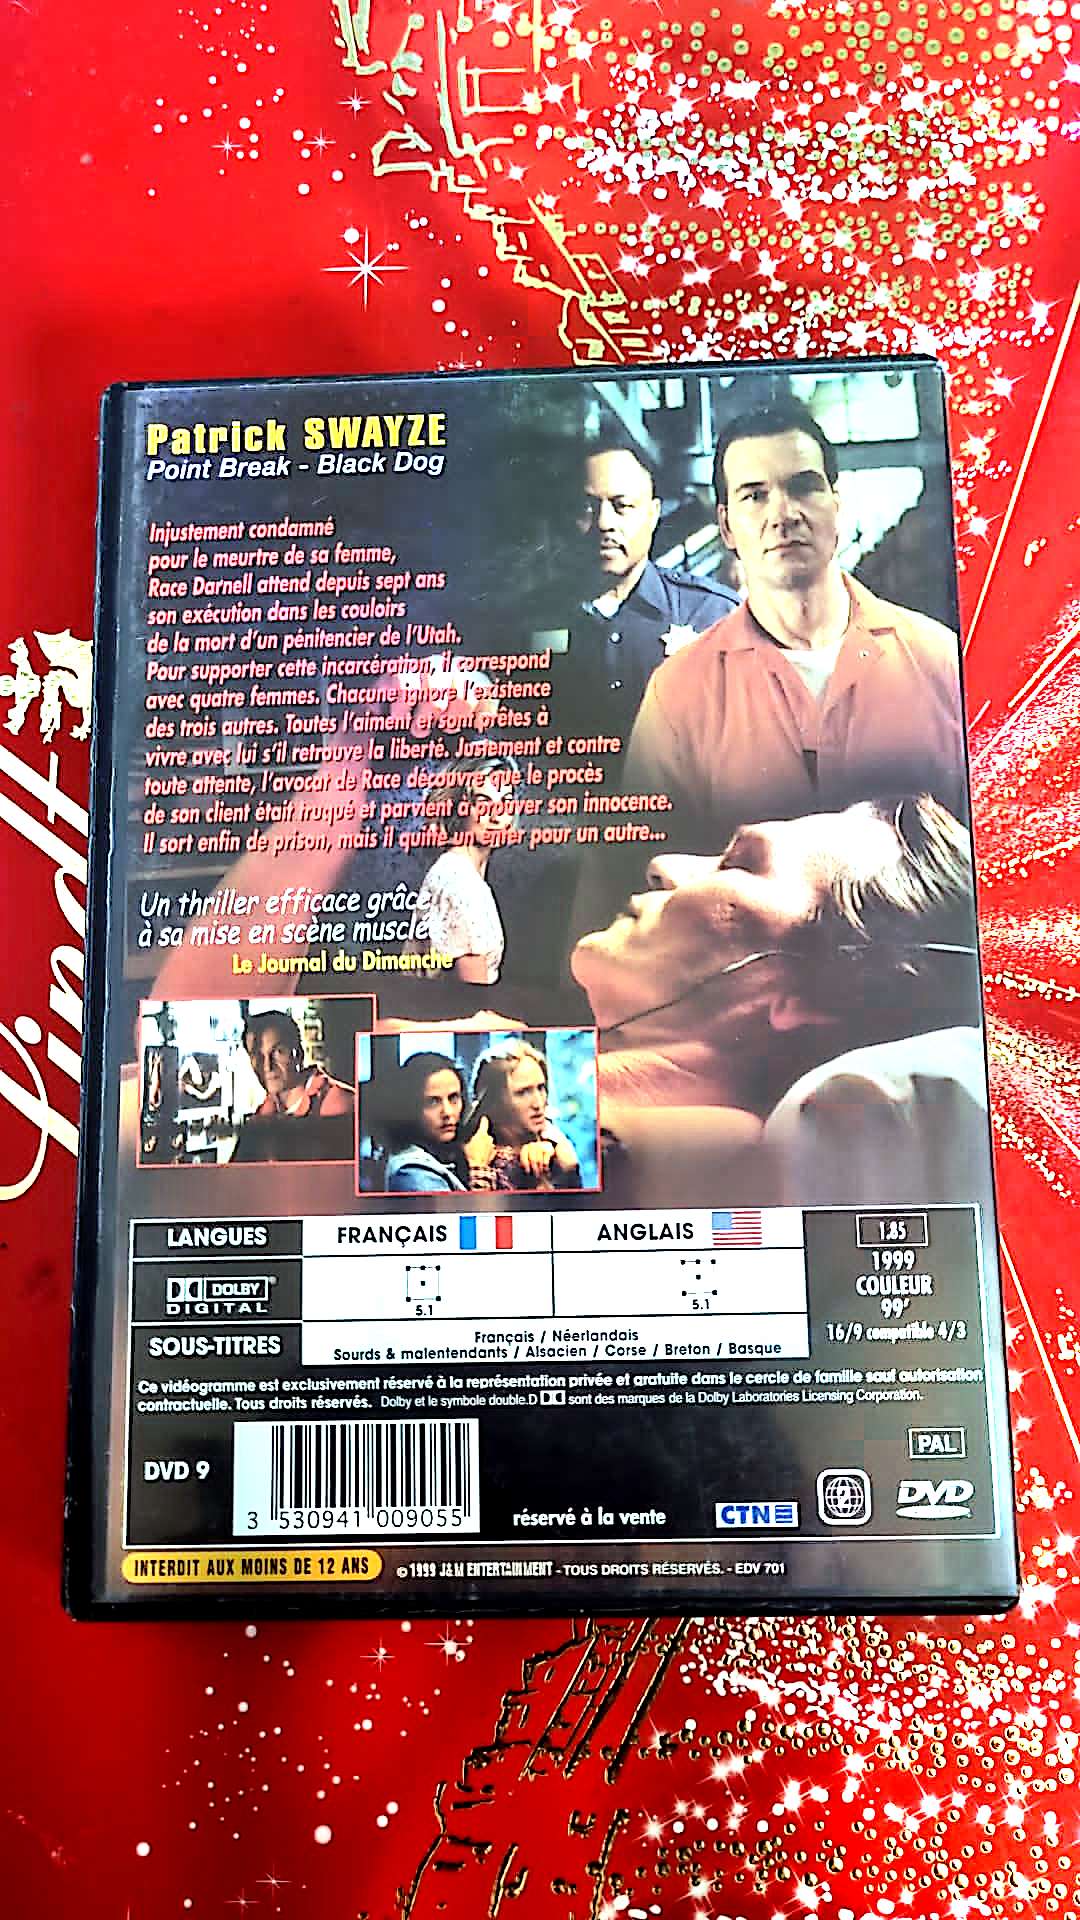 Patrick SWAYZE
Point Break - Black Dog
Injustement condamné
pour le meurtre de sa femme,
Race Darnell attend depuis sept ans
son exécution dans les couloirs
de la mort d'un pénitencier de l'Utah.
Pour supporter cette incarcération, il correspond
avec quatre femmes. Chacune ignore l'existence
des trois autres. Toutes l'aiment et sont prêtes à
vivre avec lui s'il retrouve la liberté. Justement et contre
toute attente, l'avocat de Race découvre que le procès
de son client était truqué et parvient à prouver son innocence.
Il sort enfin de prison, mais il quitte un enfer pour un autre...
Un thriller efficace grâce
à sa mise en scène musclée
Le Journal du Dimanche
LANGUES FRANÇAIS ANGLAIS
DOLBY DIGITAL 5.1 5.1
SOUS-TITRES
Français / Néerlandais
Sourds & malentendants / Alsacien / Corse / Breton / Basque
1.85
1999
COULEUR
99'
16/9 compatible 4/3
Ce vidéogramme est exclusivement réservé à la représentation privée et gratuite dans le cercle de famille sauf autorisation
contractuelle. Tous droits réservés. Dolby et le symbole double.D sont des marques de la Dolby Laboratories Licensing Corporation.
DVD 9
3 530941 009055
réservé à la vente
CTN
2
PAL
DVD
INTERDIT AUX MOINS DE 12 ANS
© 1999 J&M ENTERTAINMENT - TOUS DROITS RÉSERVÉS. - EDV 701
Lindt